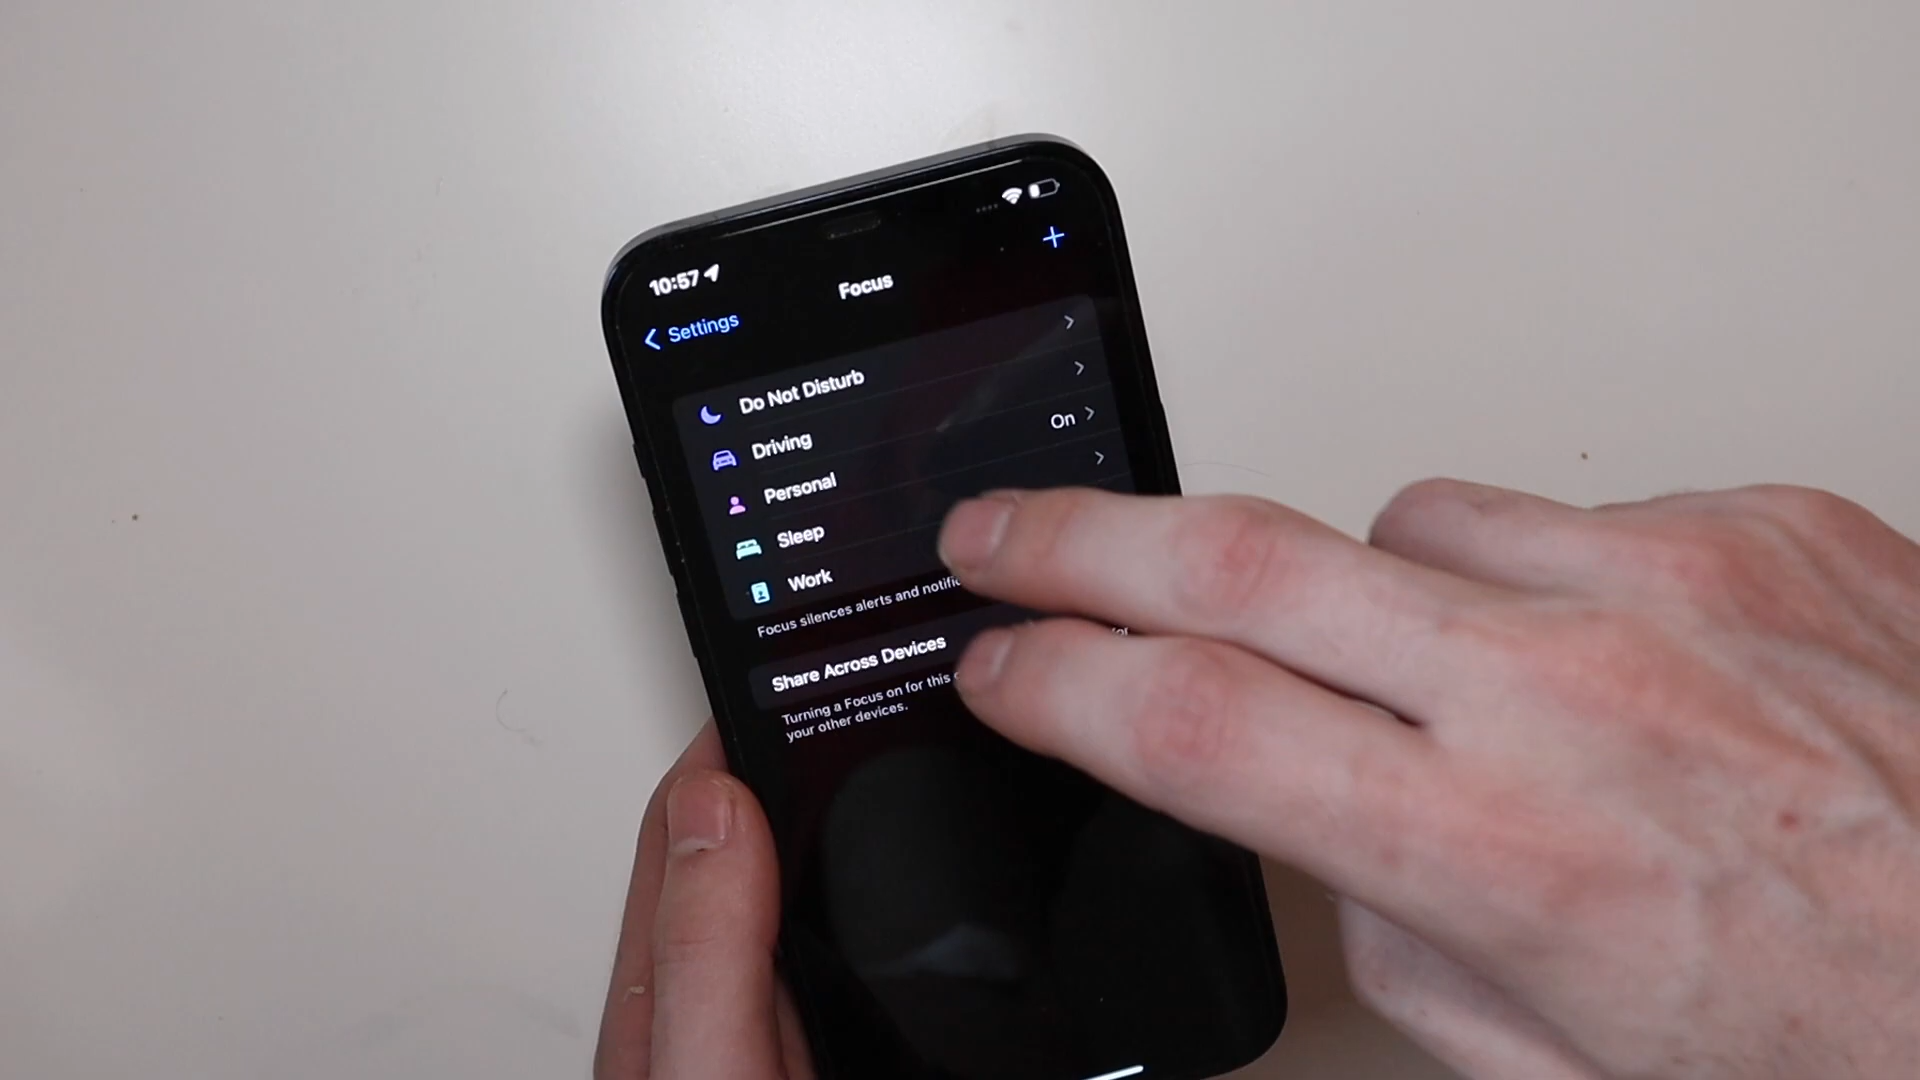 10:57
Focus
Settings
Do Not Disturb
Driving
Personal On
Sleep
Work
Focus silences alerts and
Share Across Devices
Turning a Focus on for this
your other devices.